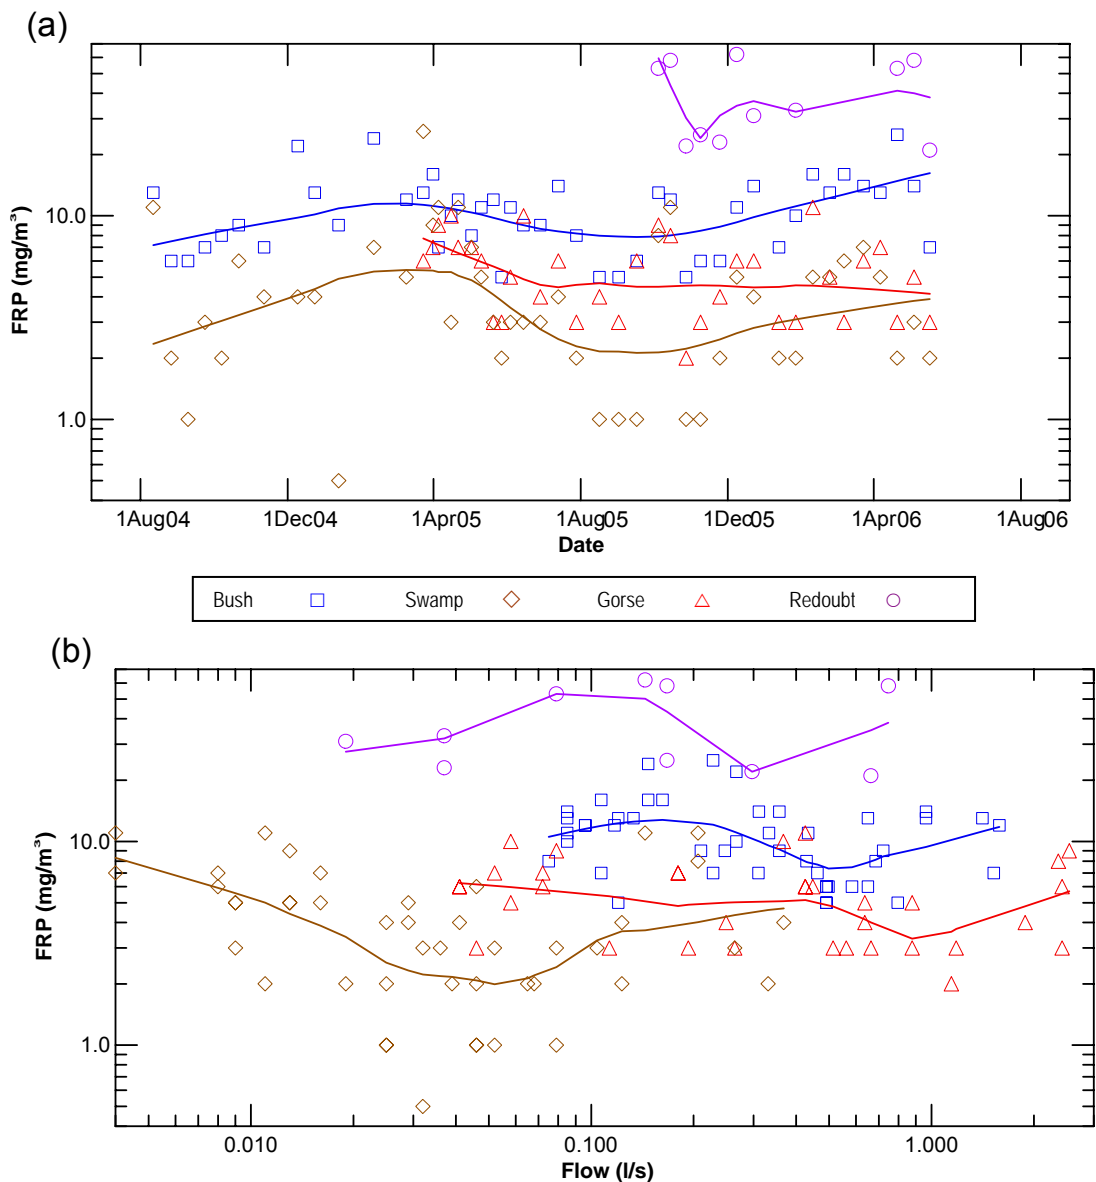 (a)
FRP (mg/m³)
10.0
1.0
1Aug04 1Dec04 1Apr05 1Aug05 1Dec05 1Apr06 1Aug06
Date
Bush Swamp Gorse Redoubt
(b)
FRP (mg/m³)
10.0
1.0
0.010 0.100 1.000
Flow (l/s)